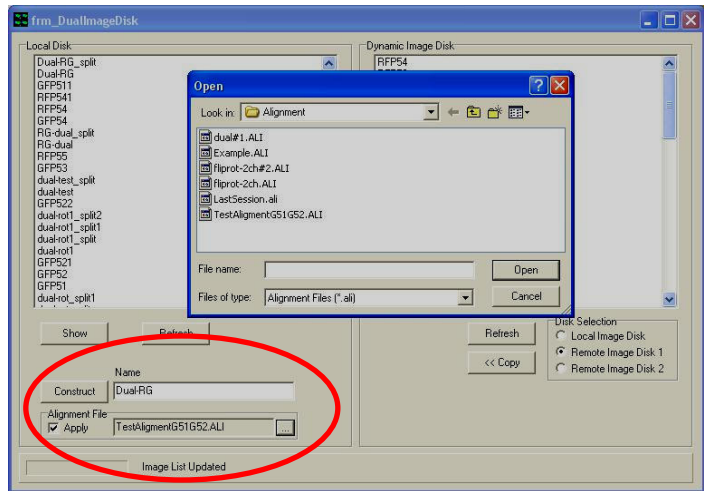 frm_DualImageDisk
Local Disk
Dual-RG_split
Dual-RG
GFP511
RFP541
RFP54
GFP54
RG-dual_split
RG-dual
RFP55
GFP53
dual-test_split
dual-test
GFP522
dual-rot1_split2
dual-rot1_split1
dual-rot1_split
dual-rot1
GFP521
GFP52
GFP51
dual-rot_split1
Show
Refresh
Name
Construct
Dual-RG
Alignment File
Apply
TestAligmentG51G52.ALI
...
Image List Updated
Dynamic Image Disk
RFP54
Open
Look in:
Alignment
dual#1.ALI
Example.ALI
fliprot-2ch#2.ALI
fliprot-2ch.ALI
LastSession.ali
TestAligmentG51G52.ALI
File name:
Open
Files of type:
Alignment Files (*.ali)
Cancel
Refresh
<< Copy
Disk Selection
Local Image Disk
Remote Image Disk 1
Remote Image Disk 2